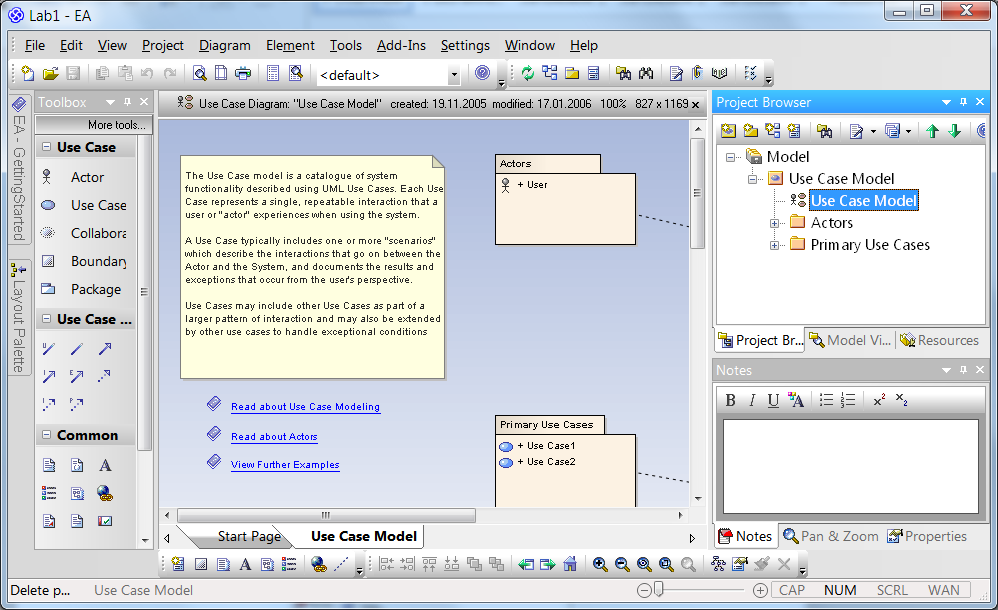 Lab1 - EA
File Edit View Project Diagram Element Tools Add-Ins Settings Window Help
<default>
EA - GettingStarted
Layout Palette
Toolbox
More tools...
Use Case
Actor
Use Case
Collabora
Boundary
Package
Use Case ...
Common
Use Case Diagram: "Use Case Model" created: 19.11.2005 modified: 17.01.2006 100% 827 x 1169
The Use Case model is a catalogue of system
functionality described using UML Use Cases. Each Use
Case represents a single, repeatable interaction that a
user or "actor" experiences when using the system.
A Use Case typically includes one or more "scenarios"
which describe the interactions that go on between the
Actor and the System, and documents the results and
exceptions that occur from the user's perspective.
Use Cases may include other Use Cases as part of a
larger pattern of interaction and may also be extended
by other use cases to handle exceptional conditions
Read about Use Case Modeling
Read about Actors
View Further Examples
Actors
+ User
Primary Use Cases
+ Use Case1
+ Use Case2
Start Page Use Case Model
Project Browser
Model
Use Case Model
Use Case Model
Actors
Primary Use Cases
Project Br... Model Vi... Resources
Notes
B I U A x² x₂
Notes Pan & Zoom Properties
Delete p... Use Case Model CAP NUM SCRL WAN